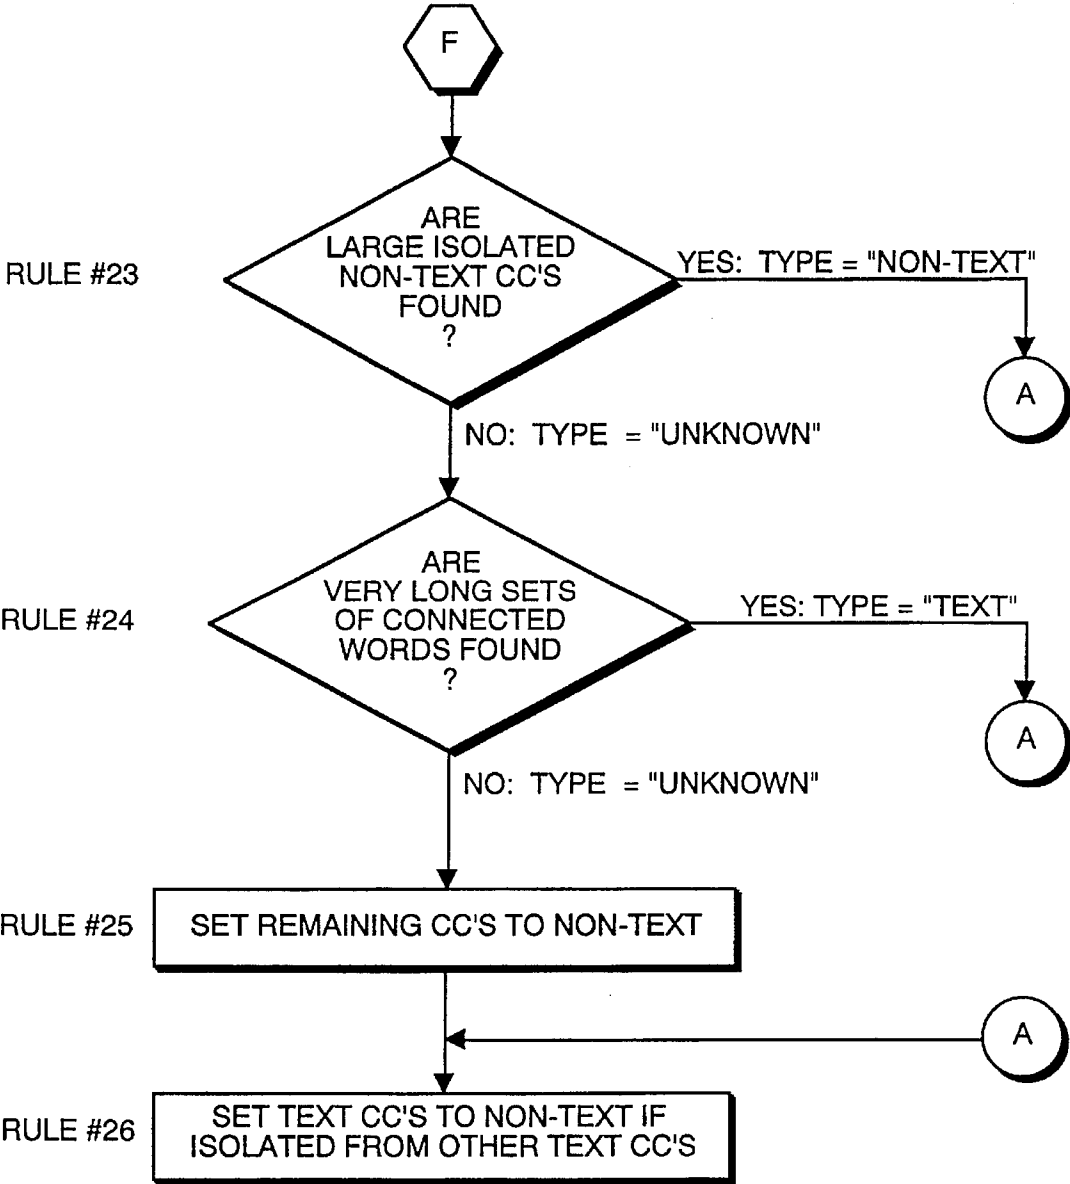 F
ARE
LARGE ISOLATED
NON-TEXT CC'S
FOUND
?
RULE #23
YES: TYPE = "NON-TEXT"
A
NO: TYPE = "UNKNOWN"
ARE
VERY LONG SETS
OF CONNECTED
WORDS FOUND
?
RULE #24
YES: TYPE = "TEXT"
A
NO: TYPE = "UNKNOWN"
RULE #25
SET REMAINING CC'S TO NON-TEXT
A
RULE #26
SET TEXT CC'S TO NON-TEXT IF
ISOLATED FROM OTHER TEXT CC'S